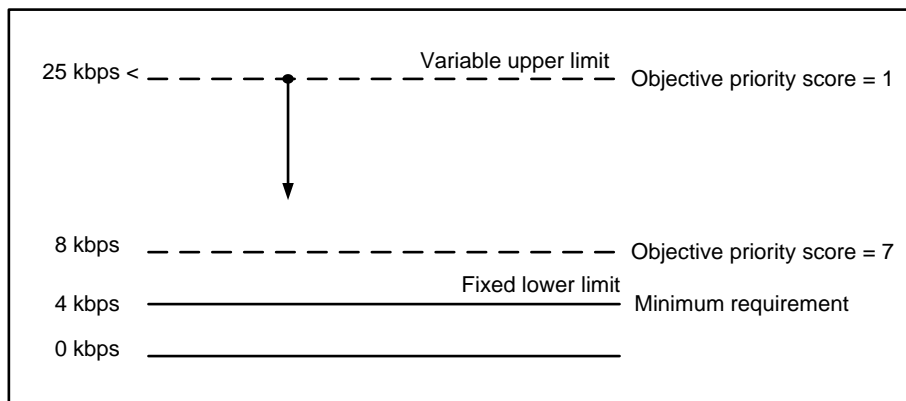 Variable upper limit
25 kbps <
Objective priority score = 1
8 kbps
Objective priority score = 7
Fixed lower limit
4 kbps
Minimum requirement
0 kbps